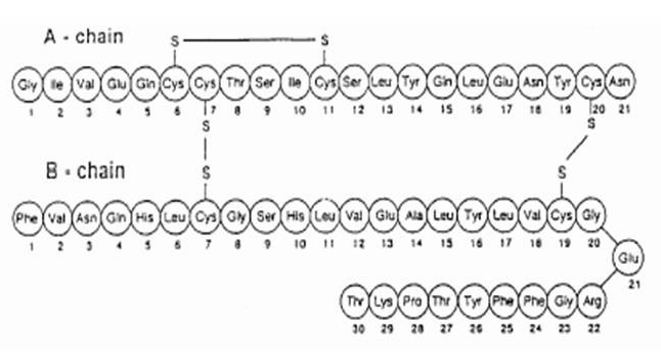 A - chain
S S
Gly Ile Val Glu Gln Cys Cys Thr Ser Ile Cys Ser Leu Tyr Gln Leu Glu Asn Tyr Cys Asn
1 2 3 4 5 6 7 8 9 10 11 12 13 14 15 16 17 18 19 20 21
S S
S S
B - chain
Phe Val Asn Gln His Leu Cys Gly Ser His Leu Val Glu Ala Leu Tyr Leu Val Cys Gly
1 2 3 4 5 6 7 8 9 10 11 12 13 14 15 16 17 18 19 20
Glu
21
Thr Lys Pro Thr Tyr Phe Phe Gly Arg
30 29 28 27 26 25 24 23 22